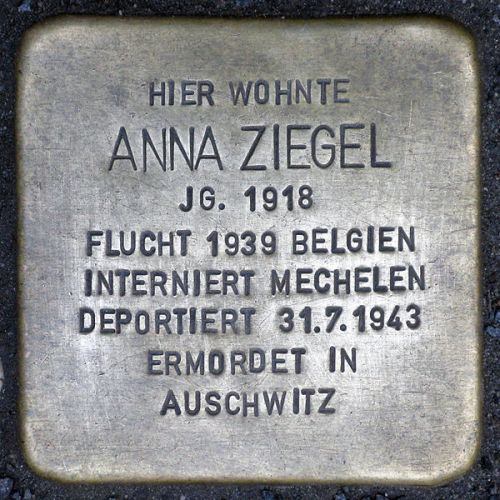 HIER WOHNTE
ANNA ZIEGEL
JG. 1918
FLUCHT 1939 BELGIEN
INTERNIERT MECHELEN
DEPORTIERT 31.7.1943
ERMORDET IN
AUSCHWITZ